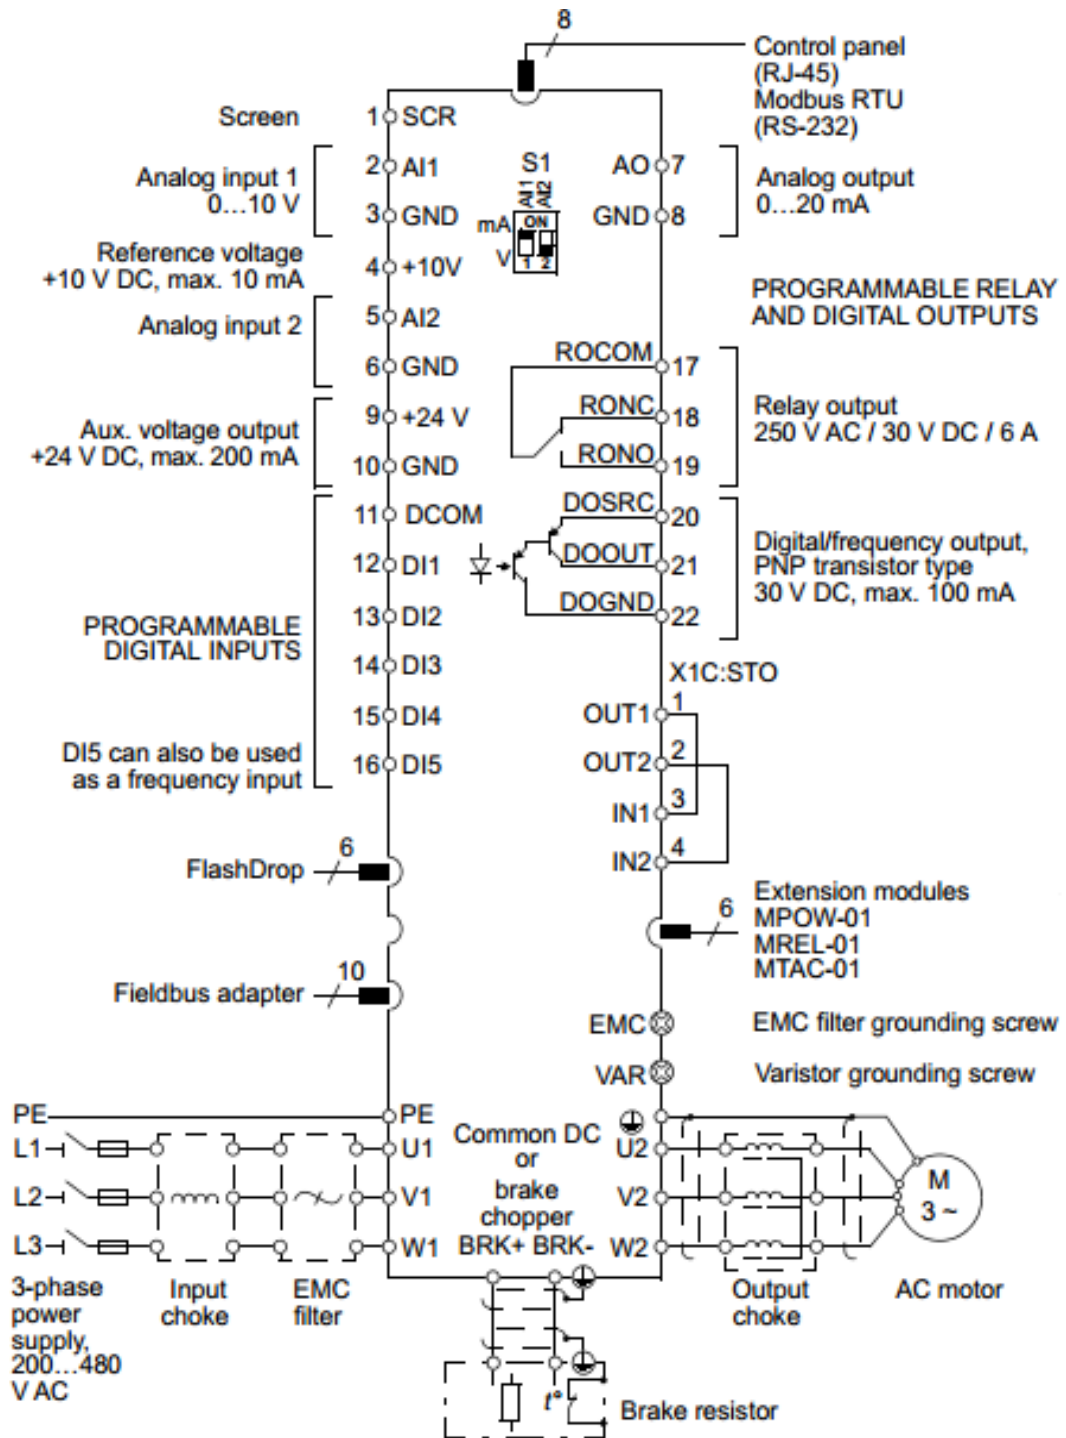 8
Control panel
(RJ-45)
Modbus RTU
(RS-232)
Screen
1 SCR
Analog input 1
0...10 V
2 AI1
3 GND
S1
AI1
AI2
ON
mA
V
1 2
AO 7
GND 8
Analog output
0...20 mA
Reference voltage
+10 V DC, max. 10 mA
4 +10V
Analog input 2
5 AI2
6 GND
PROGRAMMABLE RELAY
AND DIGITAL OUTPUTS
ROCOM 17
RONC 18
RONO 19
Relay output
250 V AC / 30 V DC / 6 A
Aux. voltage output
+24 V DC, max. 200 mA
9 +24 V
10 GND
PROGRAMMABLE
DIGITAL INPUTS
DI5 can also be used
as a frequency input
11 DCOM
12 DI1
13 DI2
14 DI3
15 DI4
16 DI5
DOSRC 20
DOOUT 21
DOGND 22
Digital/frequency output,
PNP transistor type
30 V DC, max. 100 mA
X1C:STO
OUT1 1
OUT2 2
IN1 3
IN2 4
FlashDrop 6
Extension modules
MPOW-01
MREL-01
MTAC-01
6
Fieldbus adapter 10
EMC EMC filter grounding screw
VAR Varistor grounding screw
PE PE
L1 U1
L2 V1
L3 W1
Common DC
or
brake
chopper
BRK+ BRK-
U2
V2
W2
M
3 ~
3-phase
power
supply,
200...480
V AC
Input
choke
EMC
filter
Output
choke
AC motor
t°
Brake resistor